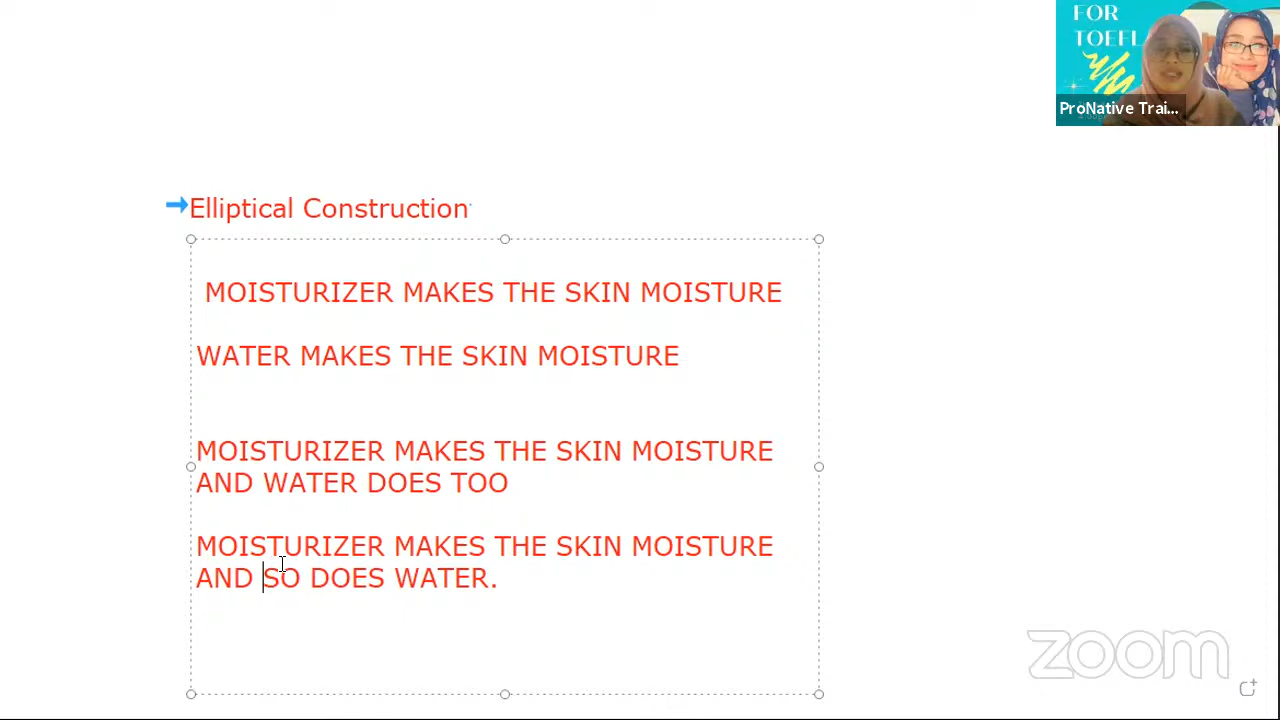 FOR
TOEFL
ProNative Trai...
Elliptical Construction
MOISTURIZER MAKES THE SKIN MOISTURE
WATER MAKES THE SKIN MOISTURE
MOISTURIZER MAKES THE SKIN MOISTURE
AND WATER DOES TOO
MOISTURIZER MAKES THE SKIN MOISTURE
AND SO DOES WATER.
zoom